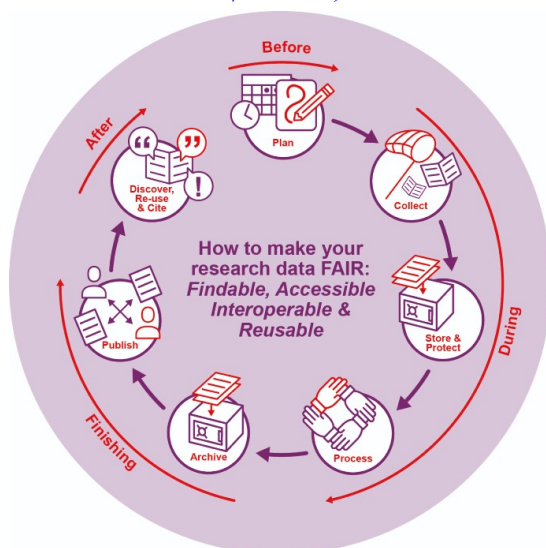 Before
Plan
Collect
During
Store &
Protect
Process
Archive
Finishing
Publish
After
“ ”
!
Discover,
Re-use
& Cite
How to make your
research data FAIR:
Findable, Accessible
Interoperable &
Reusable